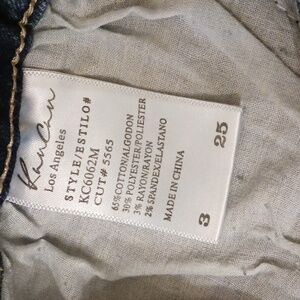 KanCan
Los Angeles
STYLE/ESTILO#
KC6062M
CUT# 5565
65%COTTON/ALGODON
30%POLYESTER/POLIESTER
3%RAYON/RAYON
2%SPANDEX/ELASTANO
MADE IN CHINA
3 25